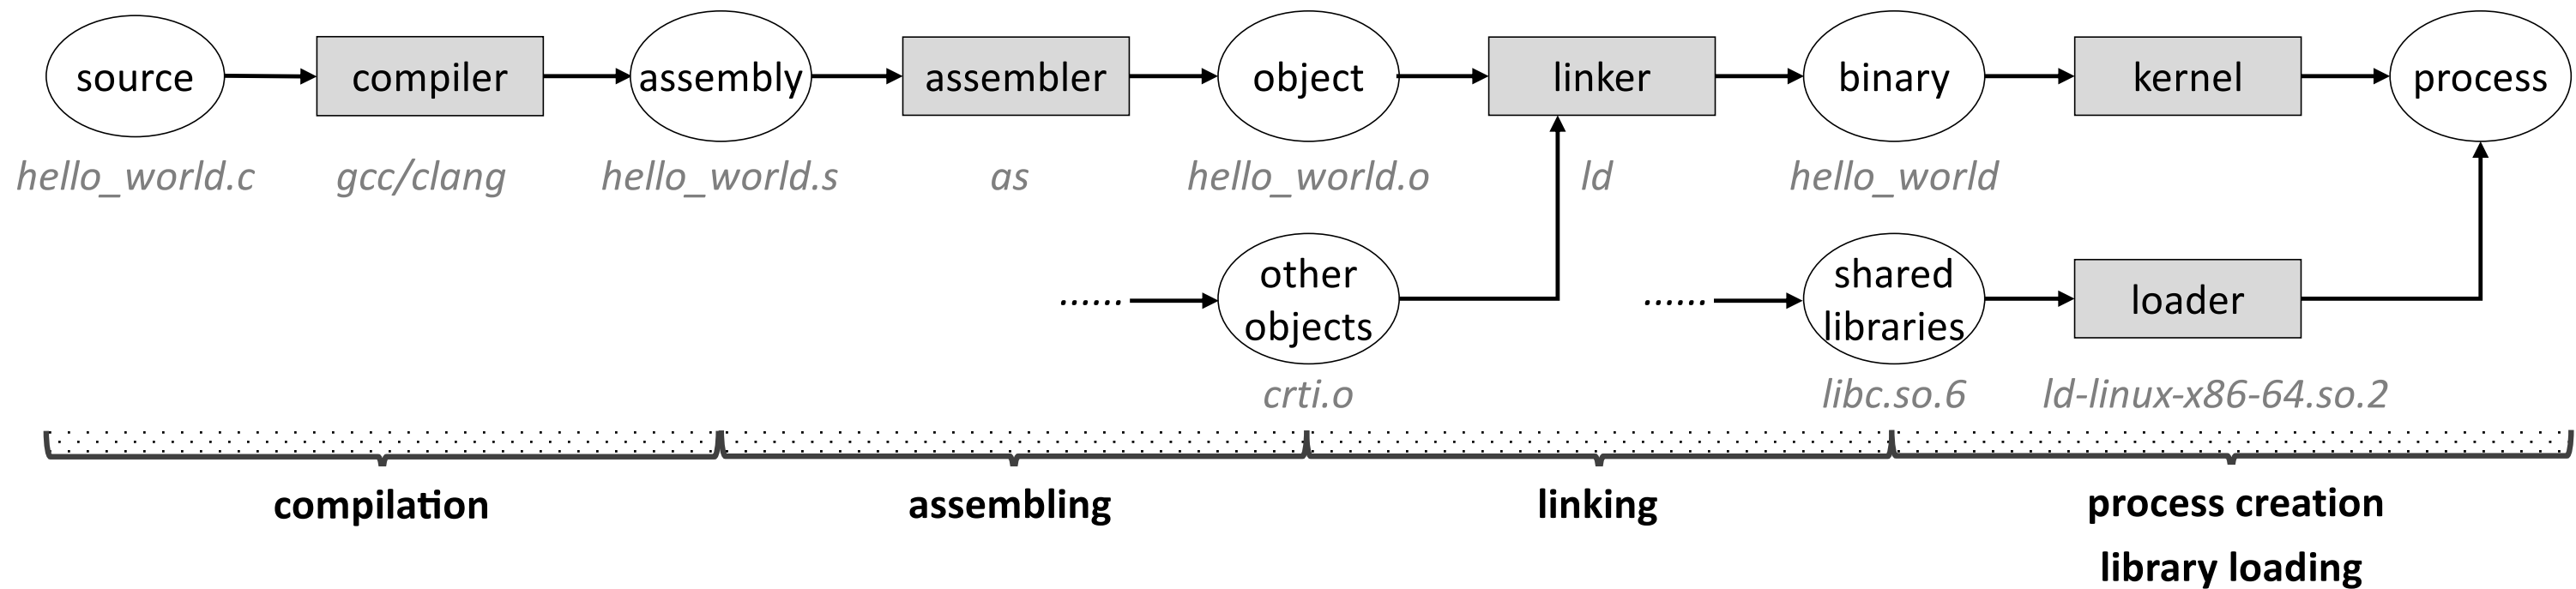 source
compiler
assembly
assembler
object
linker
binary
kernel
process
hello_world.c
gcc/clang
hello_world.s
as
hello_world.o
ld
hello_world
......
other
objects
......
shared
libraries
loader
crti.o
libc.so.6
ld-linux-x86-64.so.2
compilation
assembling
linking
process creation
library loading